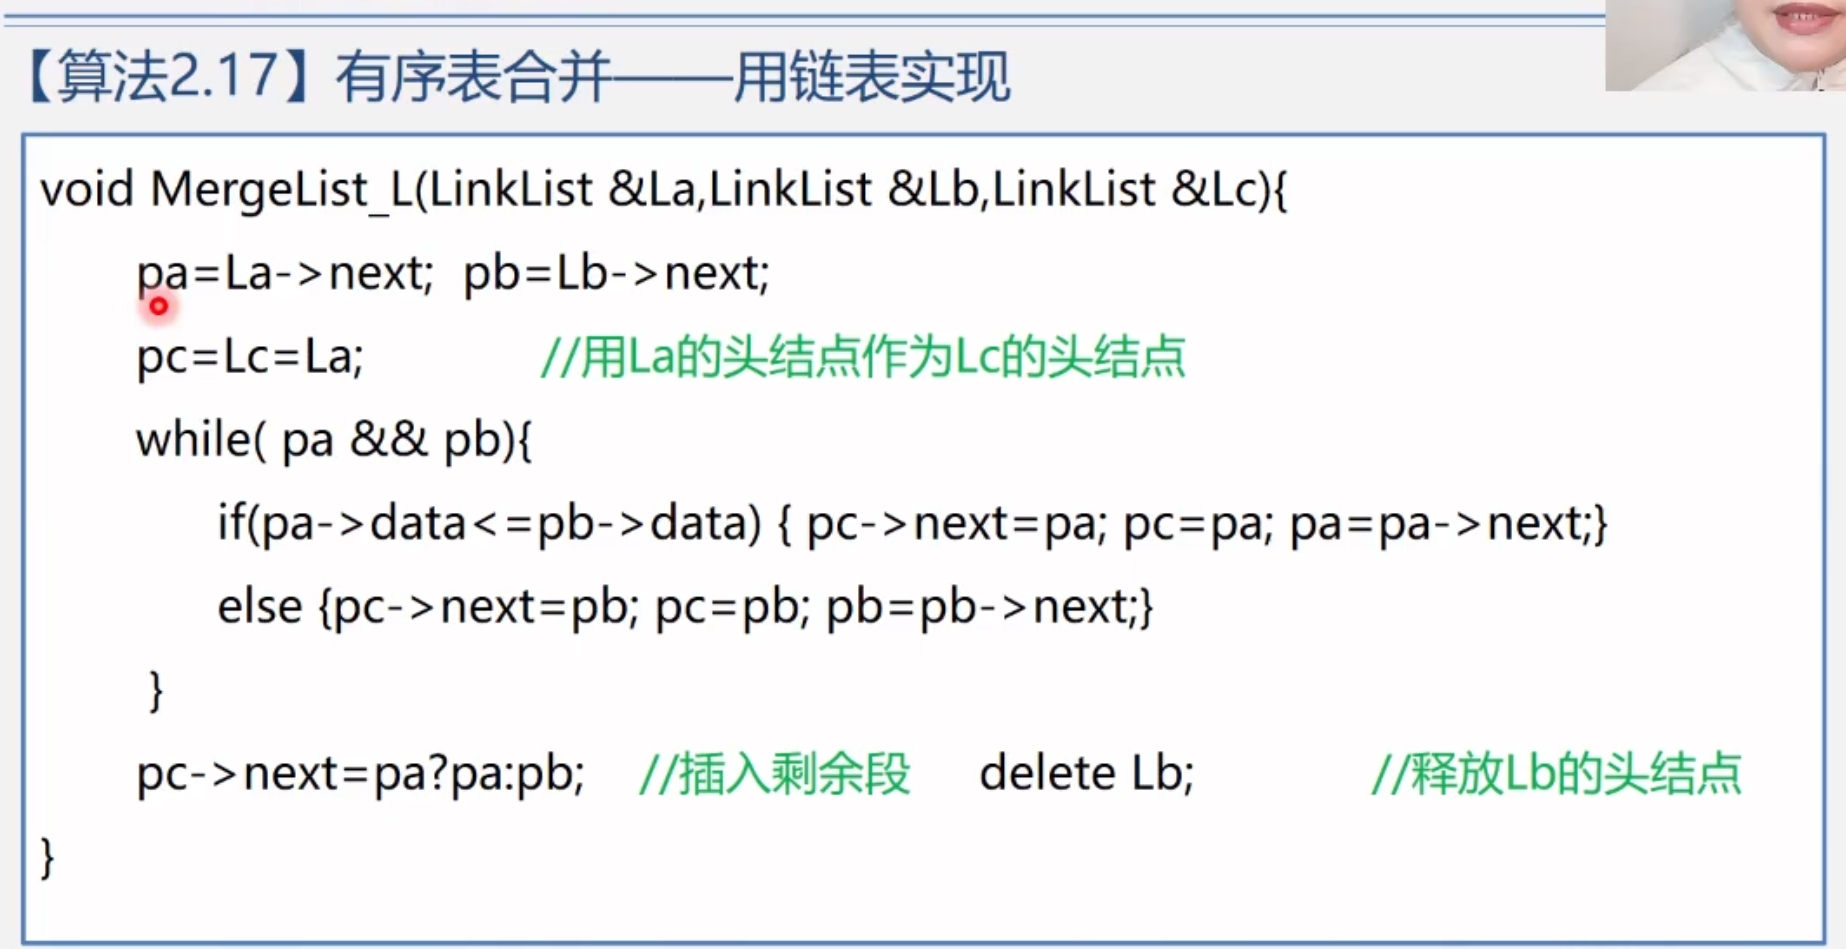 【算法2.17】有序表合并——用链表实现
void MergeList_L(LinkList &La,LinkList &Lb,LinkList &Lc){
pa=La->next; pb=Lb->next;
pc=Lc=La; //用La的头结点作为Lc的头结点
while( pa && pb){
if(pa->data<=pb->data) { pc->next=pa; pc=pa; pa=pa->next;}
else {pc->next=pb; pc=pb; pb=pb->next;}
}
pc->next=pa?pa:pb; //插入剩余段 delete Lb; //释放Lb的头结点
}